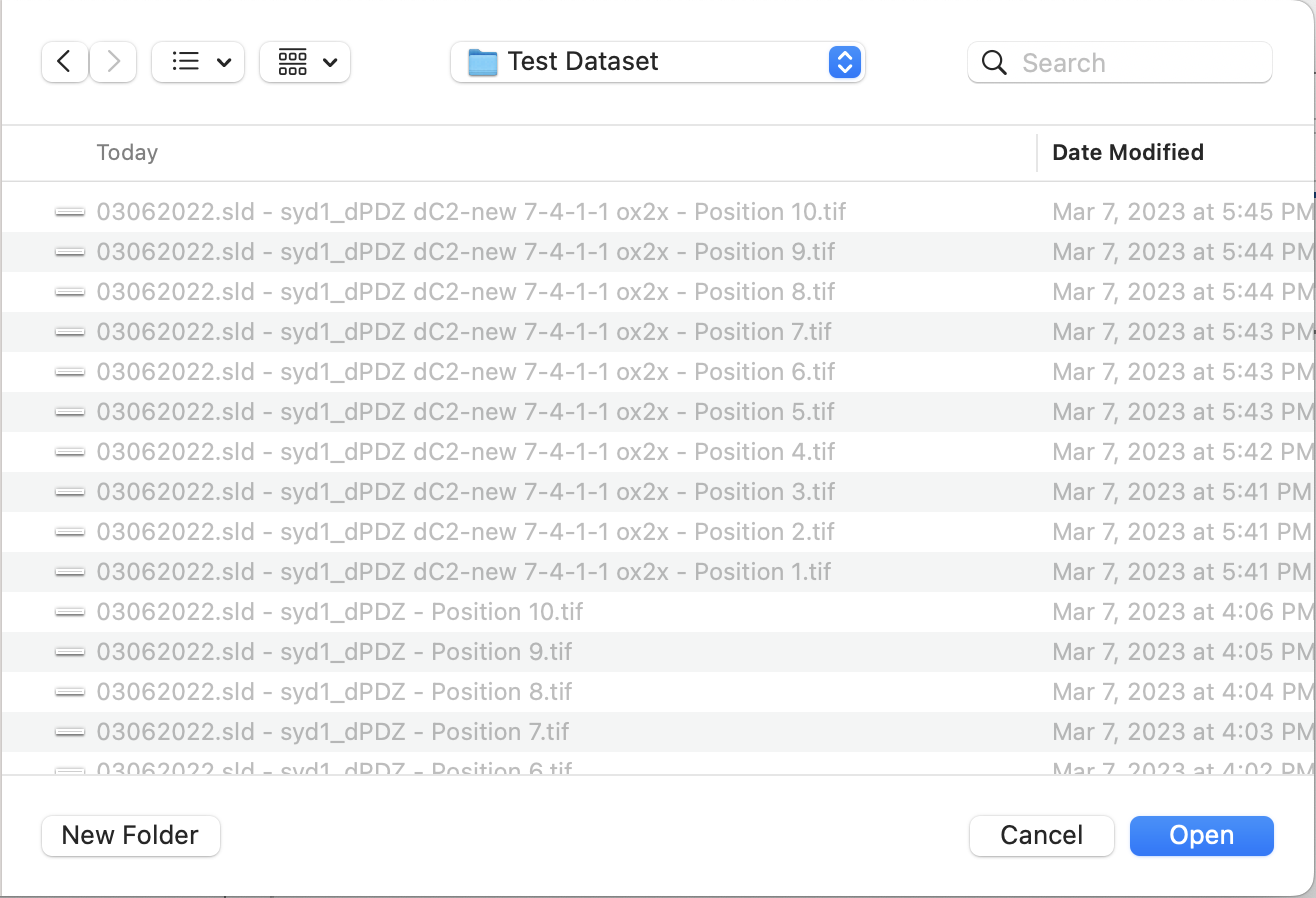 Test Dataset
Search
Today Date Modified
03062022.sld - syd1_dPDZ dC2-new 7-4-1-1 ox2x - Position 10.tif Mar 7, 2023 at 5:45 PM
03062022.sld - syd1_dPDZ dC2-new 7-4-1-1 ox2x - Position 9.tif Mar 7, 2023 at 5:44 PM
03062022.sld - syd1_dPDZ dC2-new 7-4-1-1 ox2x - Position 8.tif Mar 7, 2023 at 5:44 PM
03062022.sld - syd1_dPDZ dC2-new 7-4-1-1 ox2x - Position 7.tif Mar 7, 2023 at 5:43 PM
03062022.sld - syd1_dPDZ dC2-new 7-4-1-1 ox2x - Position 6.tif Mar 7, 2023 at 5:43 PM
03062022.sld - syd1_dPDZ dC2-new 7-4-1-1 ox2x - Position 5.tif Mar 7, 2023 at 5:43 PM
03062022.sld - syd1_dPDZ dC2-new 7-4-1-1 ox2x - Position 4.tif Mar 7, 2023 at 5:42 PM
03062022.sld - syd1_dPDZ dC2-new 7-4-1-1 ox2x - Position 3.tif Mar 7, 2023 at 5:41 PM
03062022.sld - syd1_dPDZ dC2-new 7-4-1-1 ox2x - Position 2.tif Mar 7, 2023 at 5:41 PM
03062022.sld - syd1_dPDZ dC2-new 7-4-1-1 ox2x - Position 1.tif Mar 7, 2023 at 5:41 PM
03062022.sld - syd1_dPDZ - Position 10.tif Mar 7, 2023 at 4:06 PM
03062022.sld - syd1_dPDZ - Position 9.tif Mar 7, 2023 at 4:05 PM
03062022.sld - syd1_dPDZ - Position 8.tif Mar 7, 2023 at 4:04 PM
03062022.sld - syd1_dPDZ - Position 7.tif Mar 7, 2023 at 4:03 PM
03062022.sld - syd1_dPDZ - Position 6.tif Mar 7, 2023 at 4:02 PM
New Folder Cancel Open